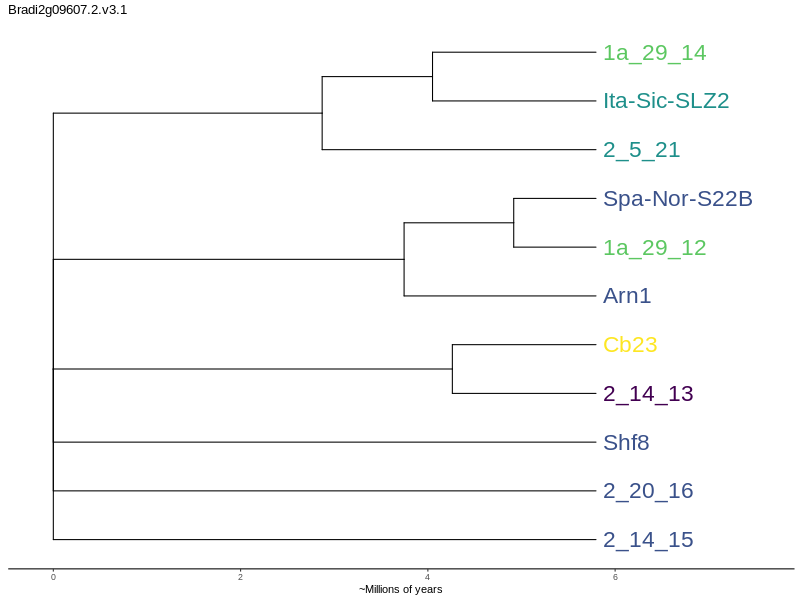 Bradi2g09607.2.v3.1
1a_29_14
Ita-Sic-SLZ2
2_5_21
Spa-Nor-S22B
1a_29_12
Arn1
Cb23
2_14_13
Shf8
2_20_16
2_14_15
0 2 4 6
~Millions of years